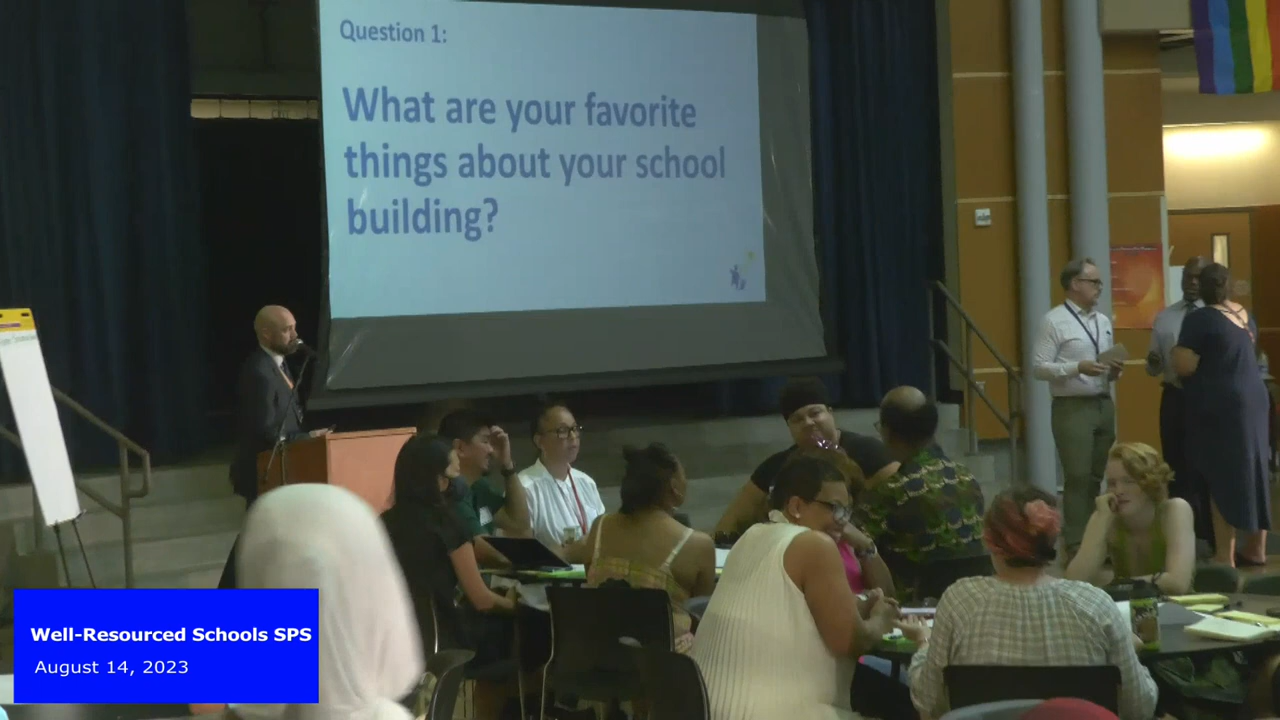 Question 1:
What are your favorite
things about your school
building?
Well-Resourced Schools SPS
August 14, 2023